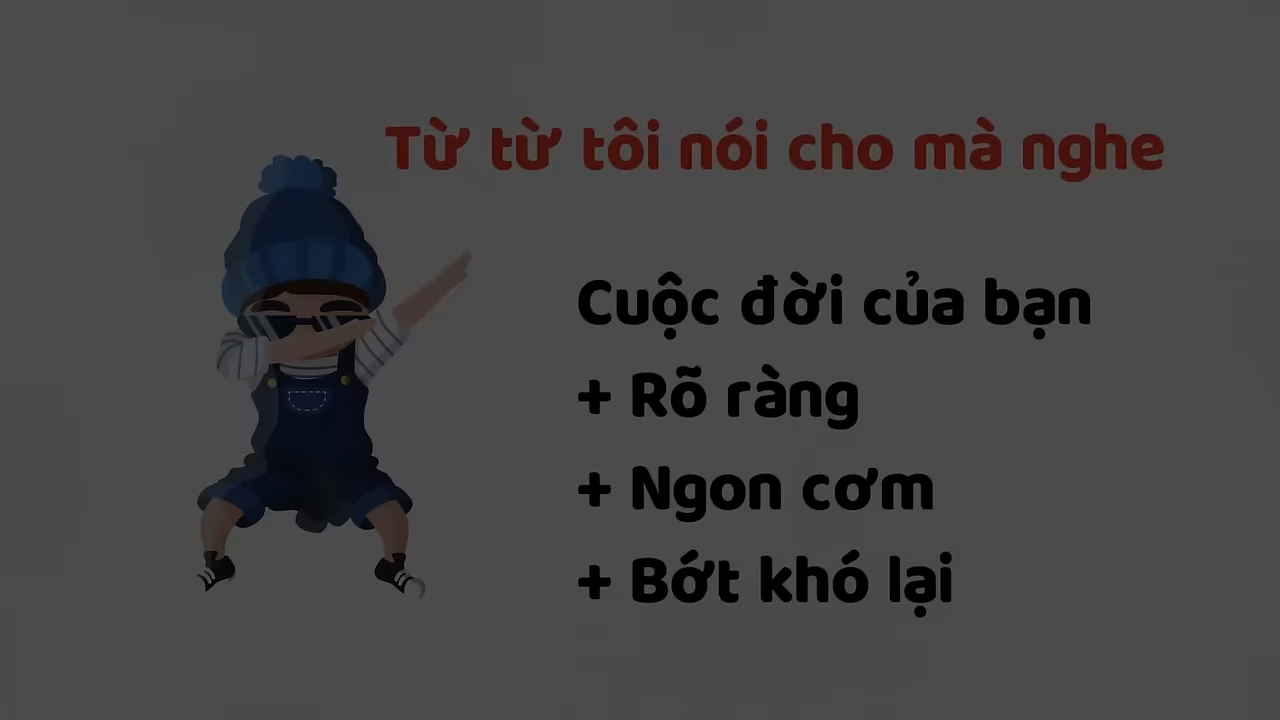 Từ từ tôi nói cho mà nghe
Cuộc đời của bạn
+ Rõ ràng
+ Ngon cơm
+ Bớt khó lại